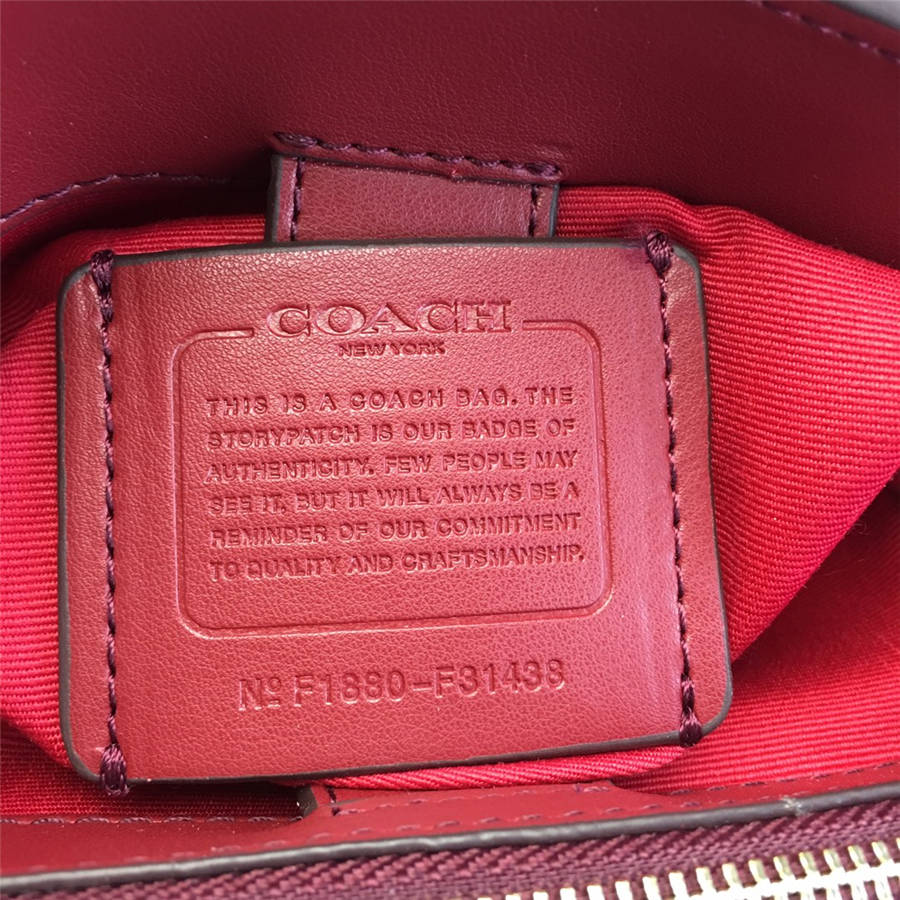 COACH
NEW YORK
THIS IS A COACH BAG. THE
STORYPATCH IS OUR BADGE OF
AUTHENTICITY. FEW PEOPLE MAY
SEE IT, BUT IT WILL ALWAYS BE A
REMINDER OF OUR COMMITMENT
TO QUALITY AND CRAFTSMANSHIP.
Nº F1880-F31438